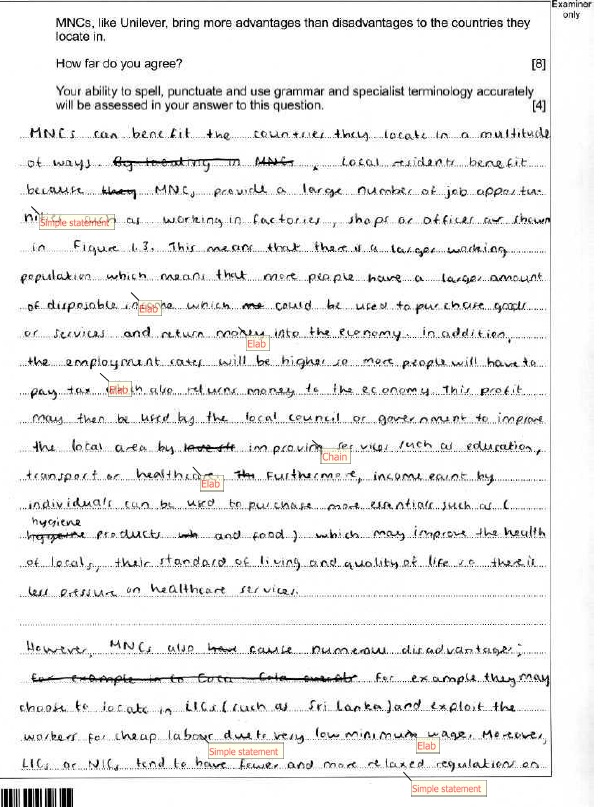 Examiner
only
MNCs, like Unilever, bring more advantages than disadvantages to the countries they
locate in.
How far do you agree? [8]
Your ability to spell, punctuate and use grammar and specialist terminology accurately
will be assessed in your answer to this question. [4]
MNCs can benefit the countries they locate in a multitude
of ways By locating in MNCs . Local residents benefit
because they MNCs provide a large number of job opportu-
nities such as working in factories, shops or offices as shown
Simple statement
in Figure 1.3. This means that there is a larger working
population which means that more people have a larger amount
of disposable income which me could be used to purchase goods
Elab
or services and return money into the economy. In addition,
Elab
the employment rates will be higher so more people will have to
pay tax which also returns money to the economy. This profit
Elab
may then be used by the local council or government to improve
the local area by improving services such as education,
Chain
transport or healthcare. Th Furthermore, income earnt by
Elab
individuals can be used to purchase more essentials such as (
hygiene
products and food) which may improve the health
of locals, their standard of living and quality of life so there is
less pressure on healthcare services.
However, MNCs also have cause numerous disadvantages;
for example in to Coca Cola For example they may
choose to locate in LICs (such as Sri Lanka) and exploit the
workers for cheap labour due to very low minimum wage. Moreover,
Simple statement
Elab
LICs or NICs tend to have fewer and more relaxed regulations on
Simple statement